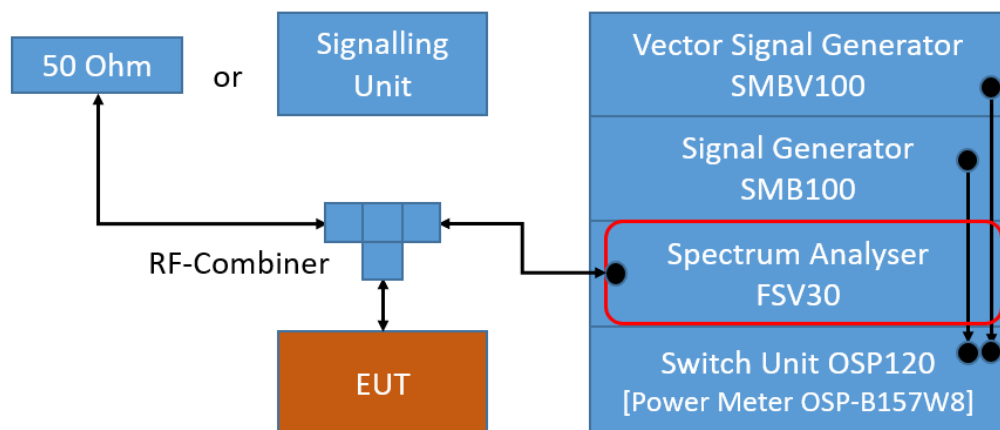 50 Ohm
or
Signalling
Unit
Vector Signal Generator
SMBV100
Signal Generator
SMB100
RF-Combiner
Spectrum Analyser
FSV30
EUT
Switch Unit OSP120
[Power Meter OSP-B157W8]